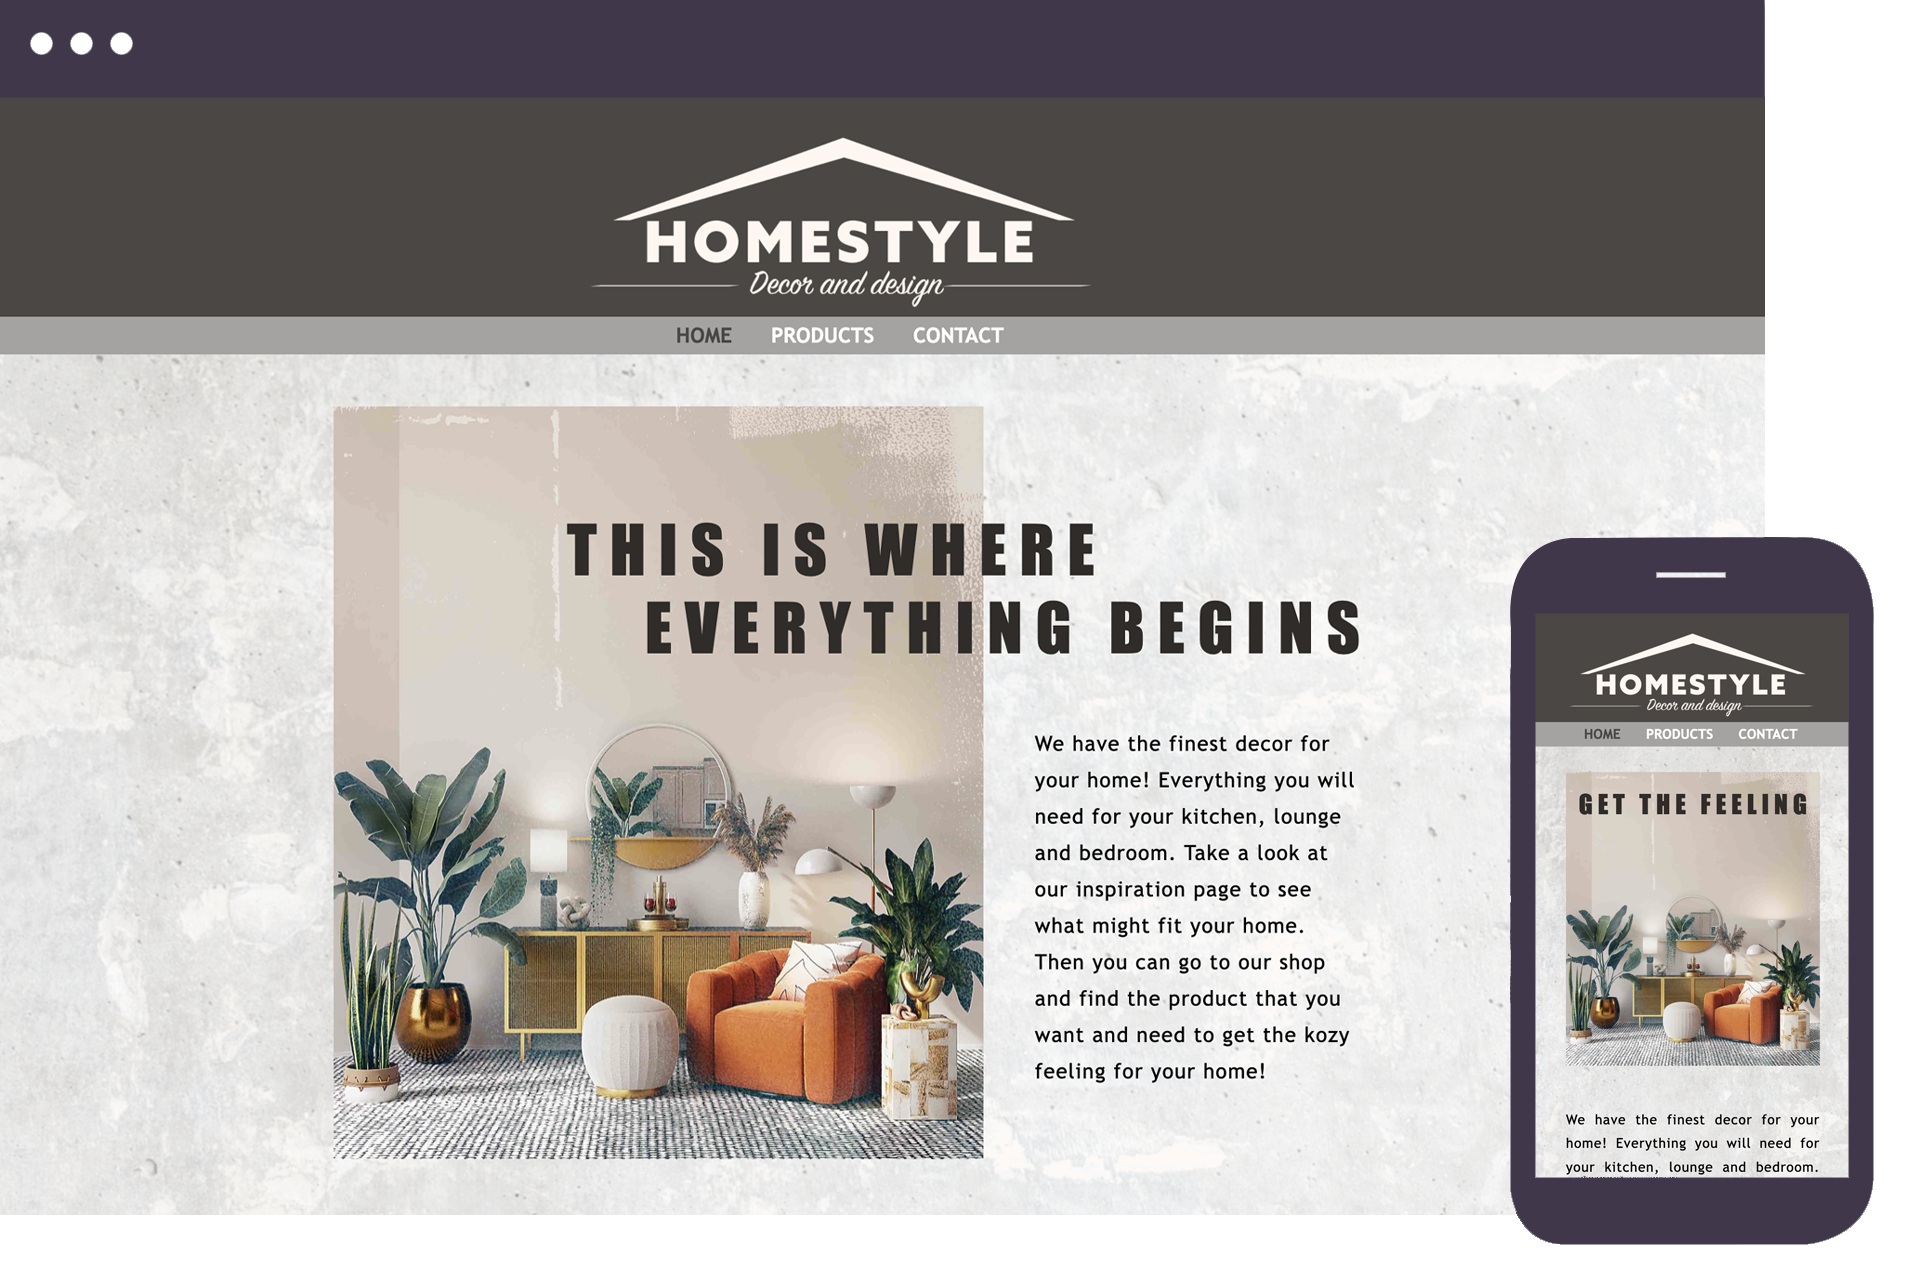 HOMESTYLE
Decor and design
HOME PRODUCTS CONTACT
THIS IS WHERE
EVERYTHING BEGINS
We have the finest decor for
your home! Everything you will
need for your kitchen, lounge
and bedroom. Take a look at
our inspiration page to see
what might fit your home.
Then you can go to our shop
and find the product that you
want and need to get the kozy
feeling for your home!
HOMESTYLE
Decor and design
HOME PRODUCTS CONTACT
GET THE FEELING
We have the finest decor for your
home! Everything you will need for
your kitchen, lounge and bedroom.